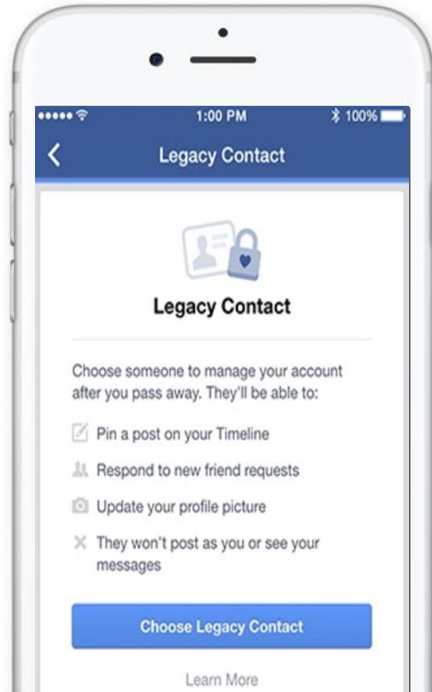 1:00 PM
100%
Legacy Contact
Legacy Contact
Choose someone to manage your account
after you pass away. They'll be able to:
Pin a post on your Timeline
Respond to new friend requests
Update your profile picture
They won't post as you or see your
messages
Choose Legacy Contact
Learn More